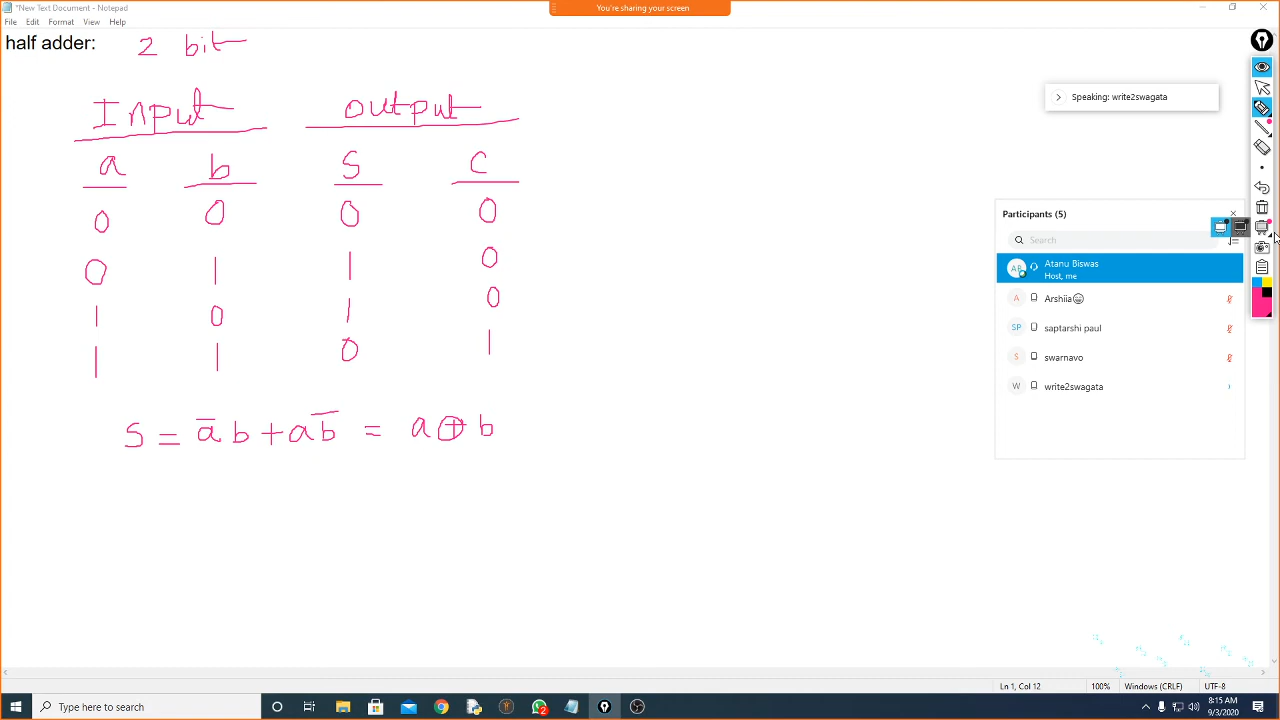 *New Text Document - Notepad
You're sharing your screen
File Edit Format View Help
half adder: 2 bit
Input Output
a b S C
0 0 0 0
0 1 1 0
1 0 1 0
1 1 0 1
S = a̅b + ab̅ = a ⊕ b
Speaking: write2swagata
Participants (5)
Search
AB Atanu Biswas
Host, me
A Arshiia😊
SP saptarshi paul
S swarnavo
W write2swagata
Ln 1, Col 12 100% Windows (CRLF) UTF-8
Type here to search
2
8:15 AM
9/3/2020